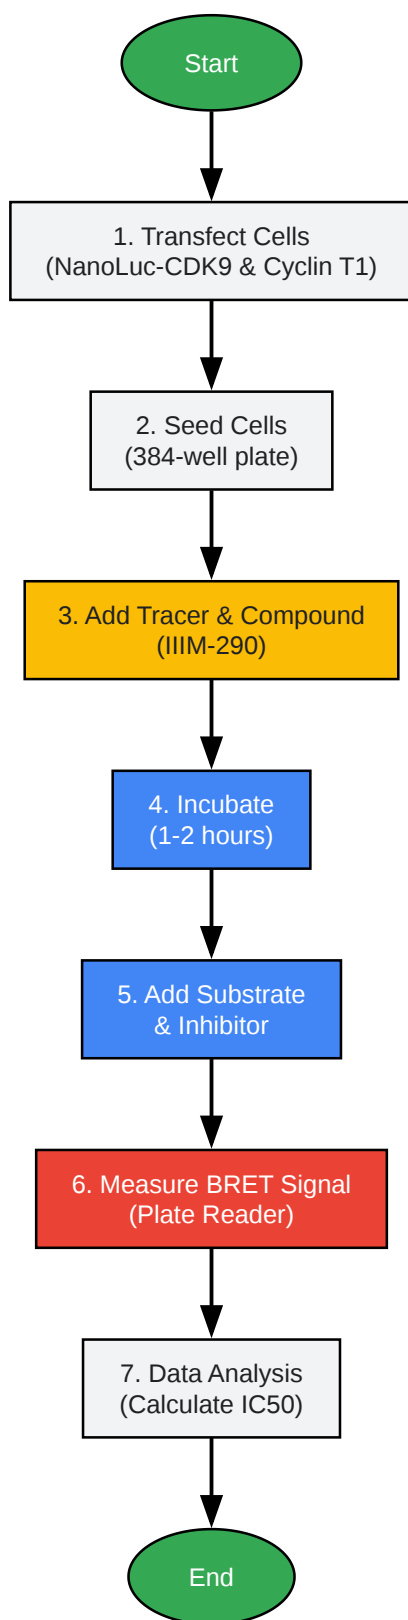 Start
1. Transfect Cells
(NanoLuc-CDK9 & Cyclin T1)
2. Seed Cells
(384-well plate)
3. Add Tracer & Compound
(IIIM-290)
4. Incubate
(1-2 hours)
5. Add Substrate
& Inhibitor
6. Measure BRET Signal
(Plate Reader)
7. Data Analysis
(Calculate IC50)
End